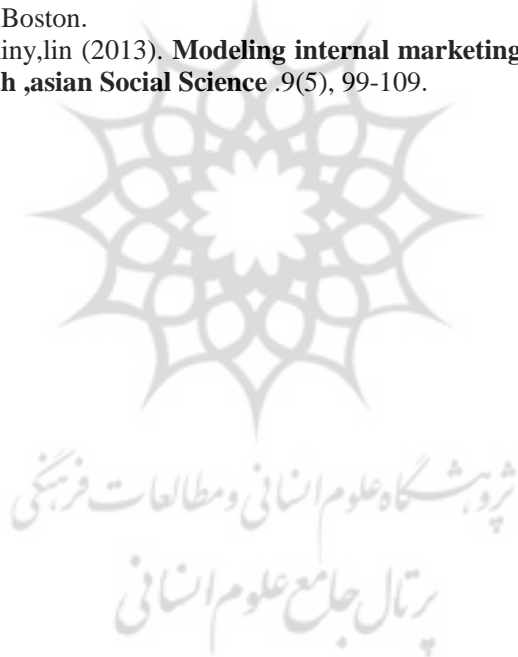 Boston.
iny,lin (2013). Modeling internal marketing
h ,asian Social Science .9(5), 99-109.
پژوهشگاه علوم انسانی و مطالعات فرهنگی
پرتال جامع علوم انسانی